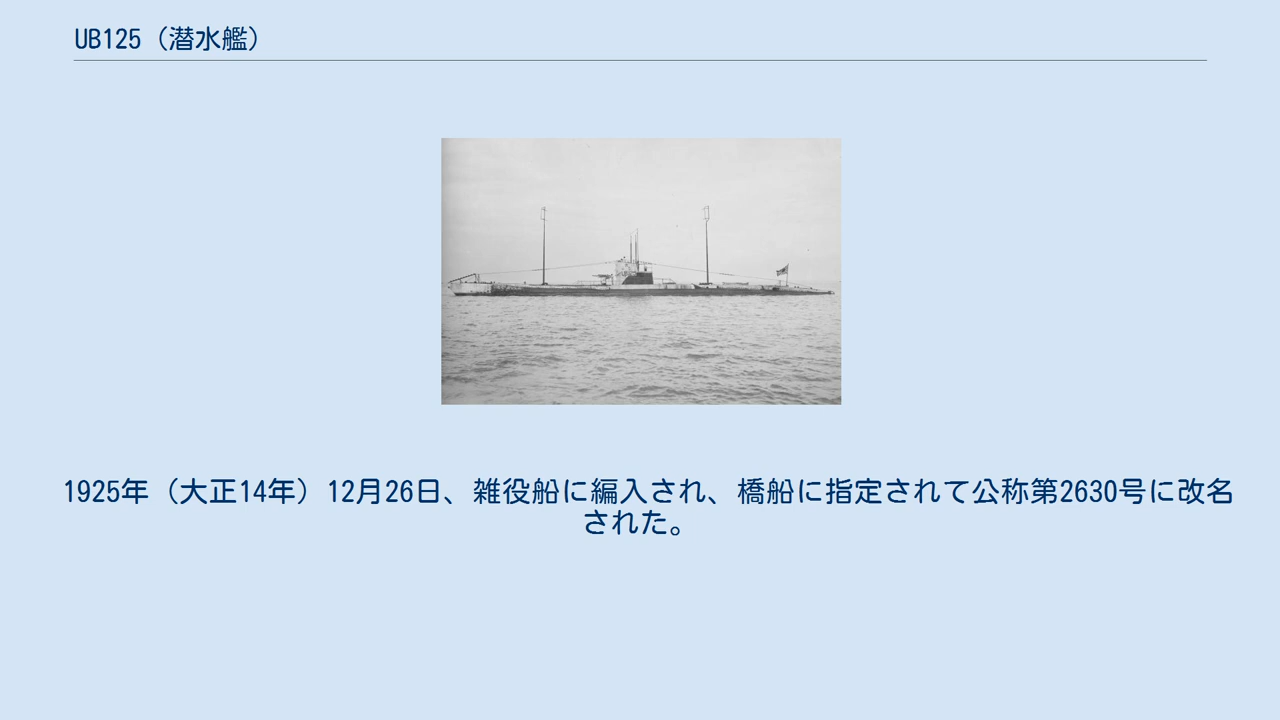 UB125（潜水艦）
1925年（大正14年）12月26日、雑役船に編入され、橋船に指定されて公称第2630号に改名
された。